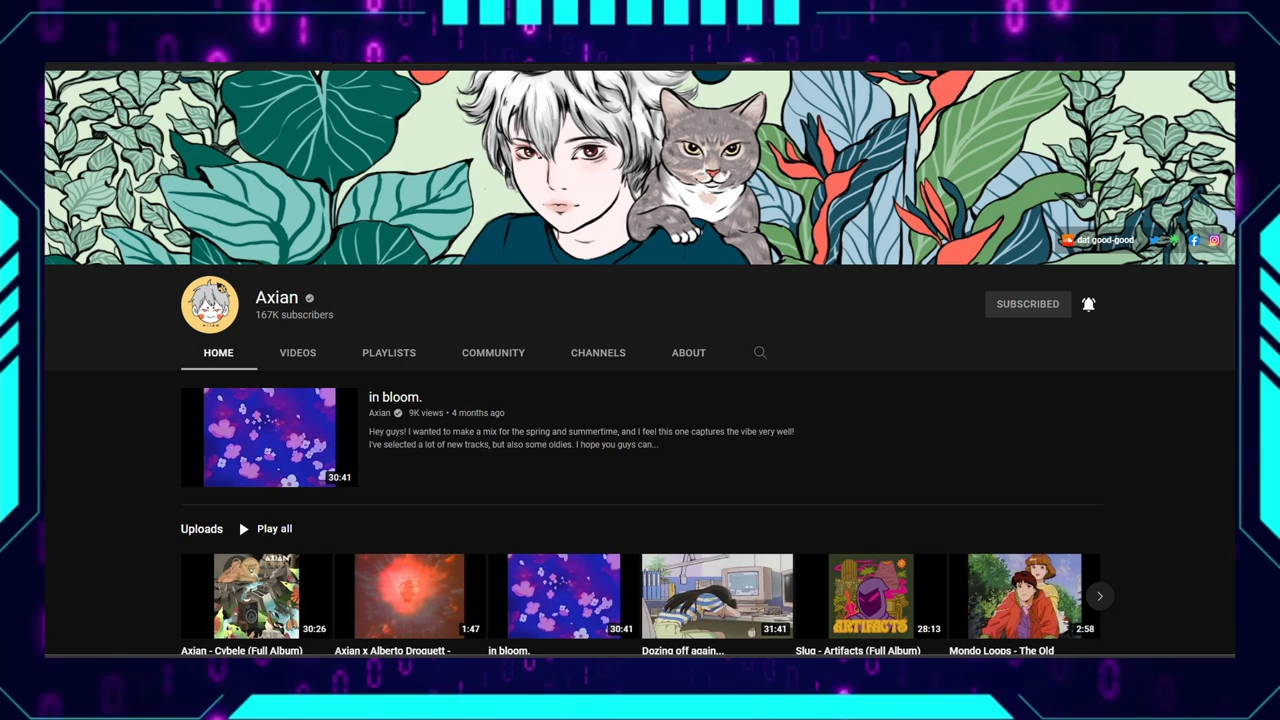 dat good-good
Axian
167K subscribers
SUBSCRIBED
HOME VIDEOS PLAYLISTS COMMUNITY CHANNELS ABOUT
in bloom.
Axian 9K views • 4 months ago
Hey guys! I wanted to make a mix for the spring and summertime, and I feel this one captures the vibe very well!
I've selected a lot of new tracks, but also some oldies. I hope you guys can...
30:41
Uploads Play all
AXIAN
ARTIFACTS
30:26 1:47 30:41 31:41 28:13 2:58
Axian - Cybele (Full Album) Axian x Alberto Droguett - in bloom. Dozing off again... Slug - Artifacts (Full Album) Mondo Loops - The Old